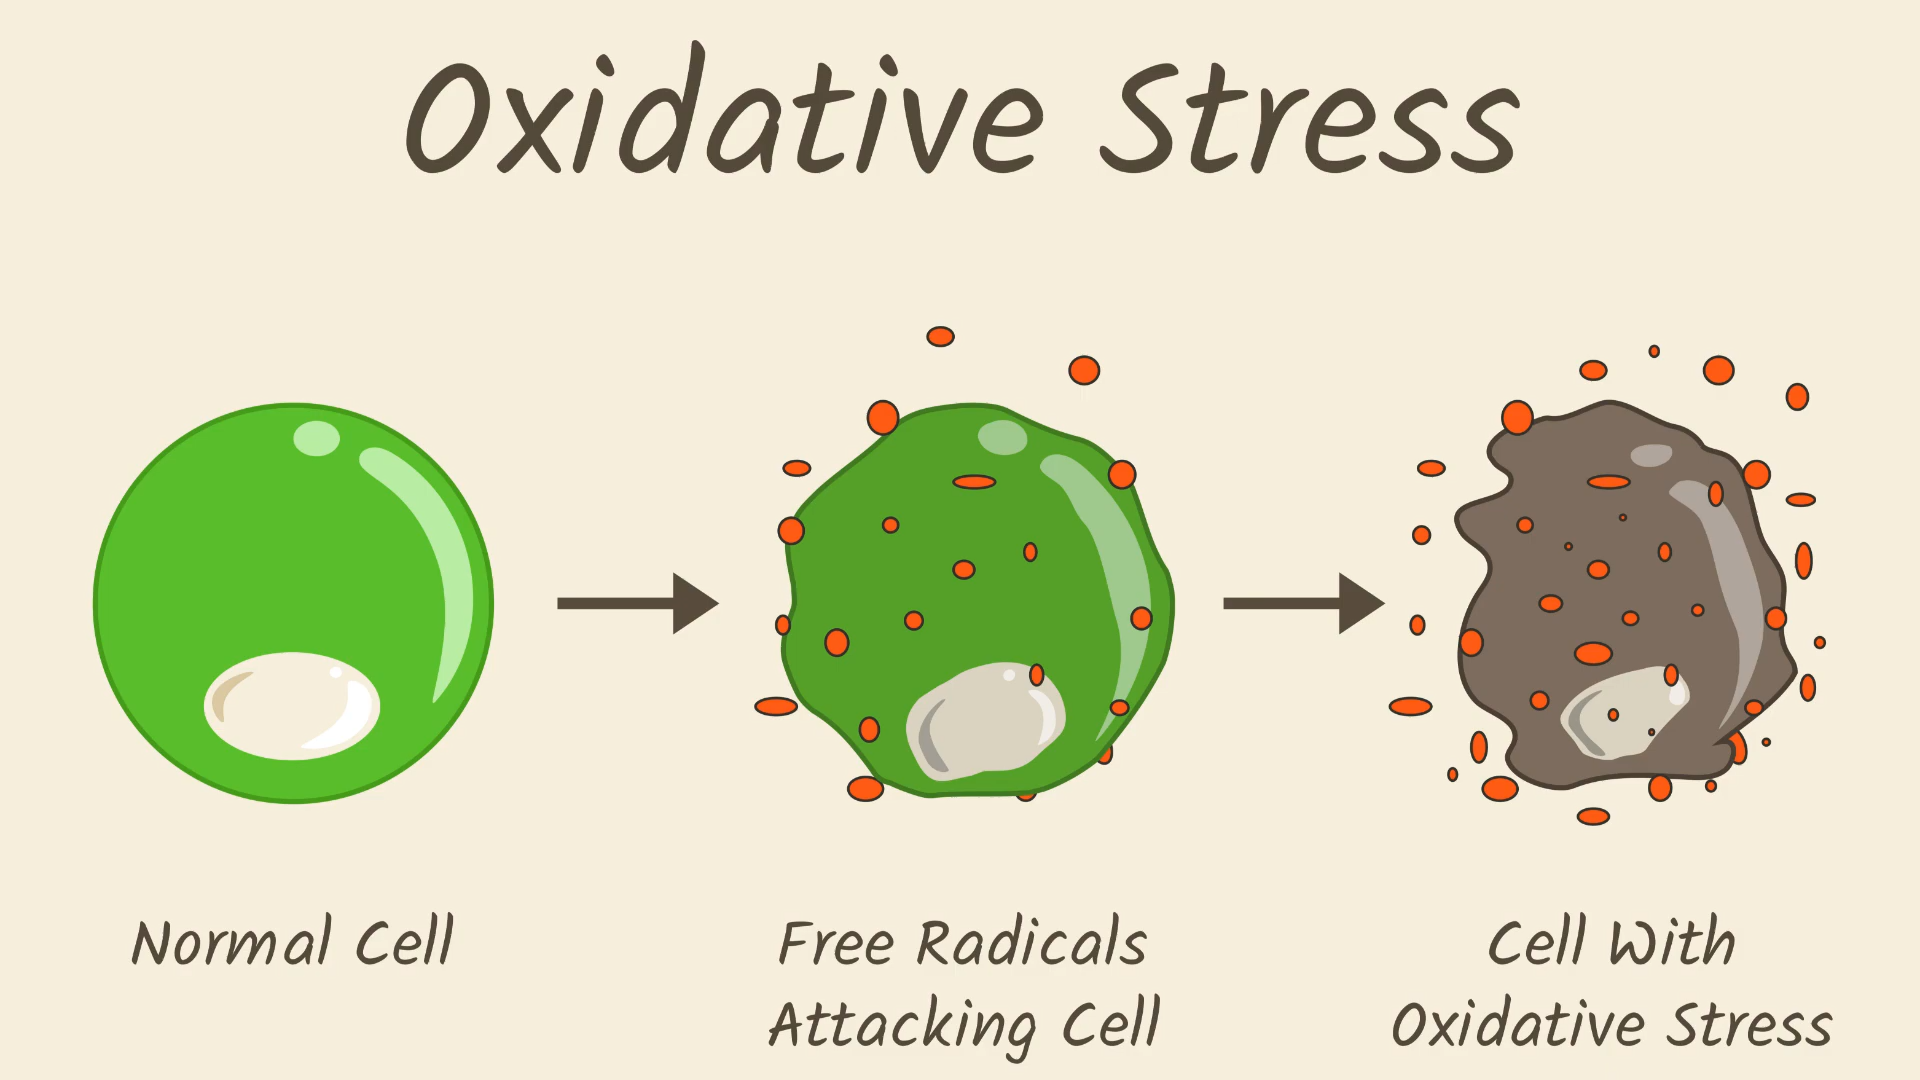 Oxidative Stress
Normal Cell
Free Radicals
Attacking Cell
Cell With
Oxidative Stress